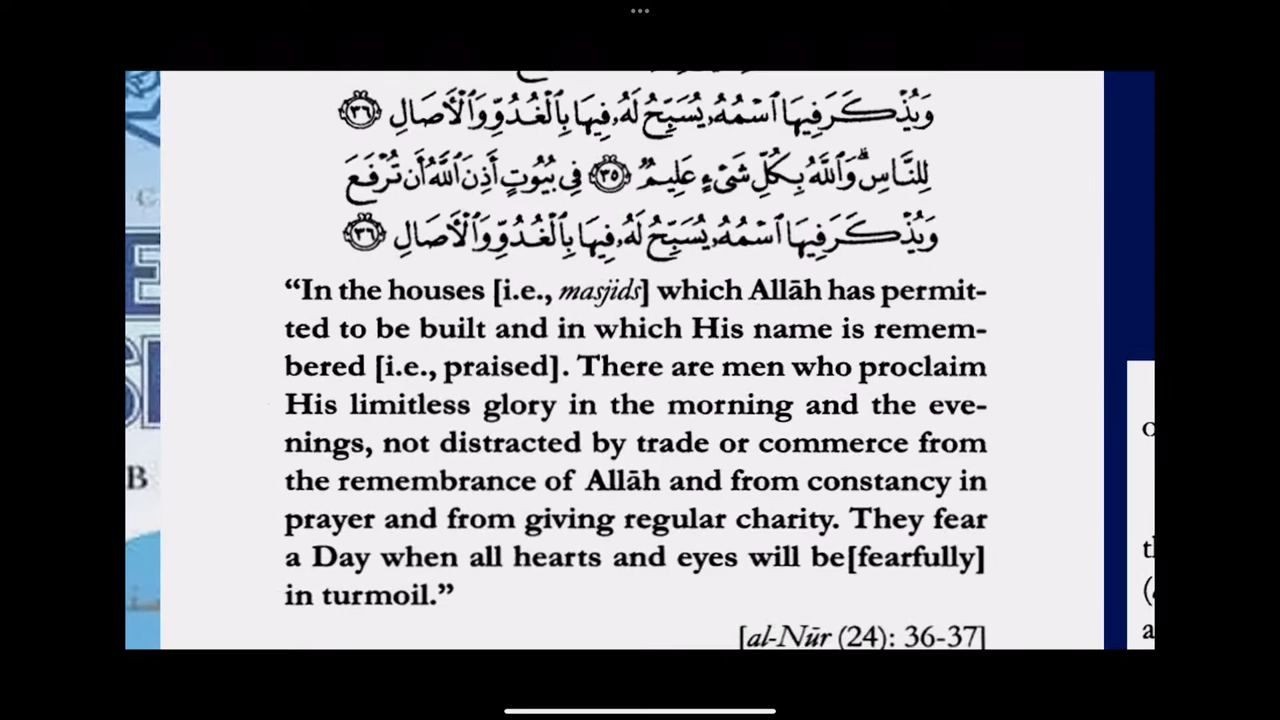 وَيُذْكَرَ فِيهَا ٱسْمُهُۥ يُسَبِّحُ لَهُۥ فِيهَا بِٱلْغُدُوِّ وَٱلْأَصَالِ ٣٦
لِلنَّاسِ ۗ وَٱللَّهُ بِكُلِّ شَىْءٍ عَلِيمٌ ٣٥ فِى بُيُوتٍ أَذِنَ ٱللَّهُ أَن تُرْفَعَ
وَيُذْكَرَ فِيهَا ٱسْمُهُۥ يُسَبِّحُ لَهُۥ فِيهَا بِٱلْغُدُوِّ وَٱلْأَصَالِ ٣٦
“In the houses [i.e., masjids] which Allāh has permit-
ted to be built and in which His name is remem-
bered [i.e., praised]. There are men who proclaim
His limitless glory in the morning and the eve-
nings, not distracted by trade or commerce from
the remembrance of Allāh and from constancy in
prayer and from giving regular charity. They fear
a Day when all hearts and eyes will be[fearfully]
in turmoil.”
[al-Nūr (24): 36-37]
B